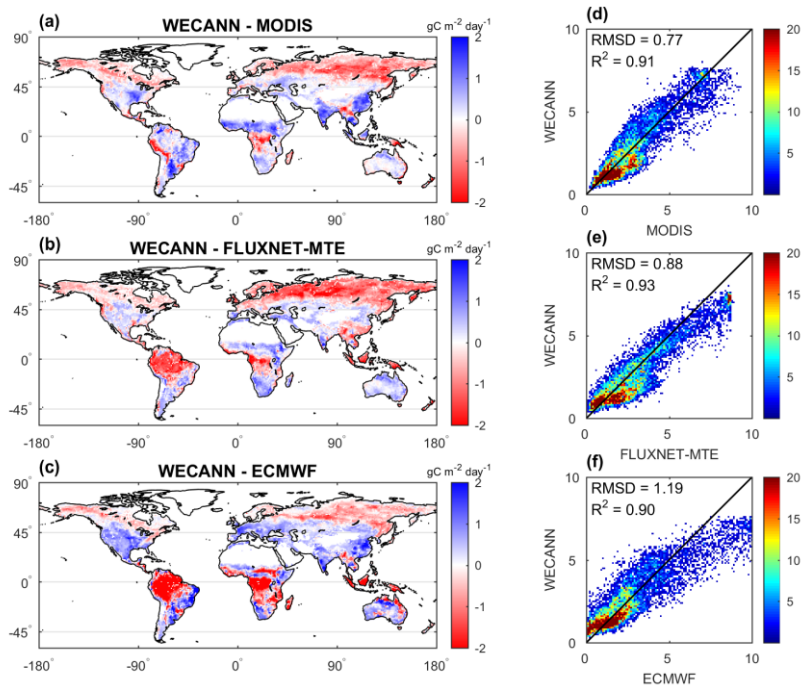 (a) WECANN - MODIS gC m⁻² day⁻¹
90° 45° 0° -45°
-180 -90° 0° 90° 180
2 1 0 -1 -2
(d)
RMSD = 0.77
R² = 0.91
WECANN
10 5 0
0 5 10
MODIS
20 15 10 5
(b) WECANN - FLUXNET-MTE gC m⁻² day⁻¹
90° 45° 0° -45°
-180 -90° 0° 90° 180
2 1 0 -1 -2
(e)
RMSD = 0.88
R² = 0.93
WECANN
10 5 0
0 5 10
FLUXNET-MTE
20 15 10 5
(c) WECANN - ECMWF gC m⁻² day⁻¹
90° 45° 0° -45°
-180 -90° 0° 90° 180
2 1 0 -1 -2
(f)
RMSD = 1.19
R² = 0.90
WECANN
10 5 0
0 5 10
ECMWF
20 15 10 5